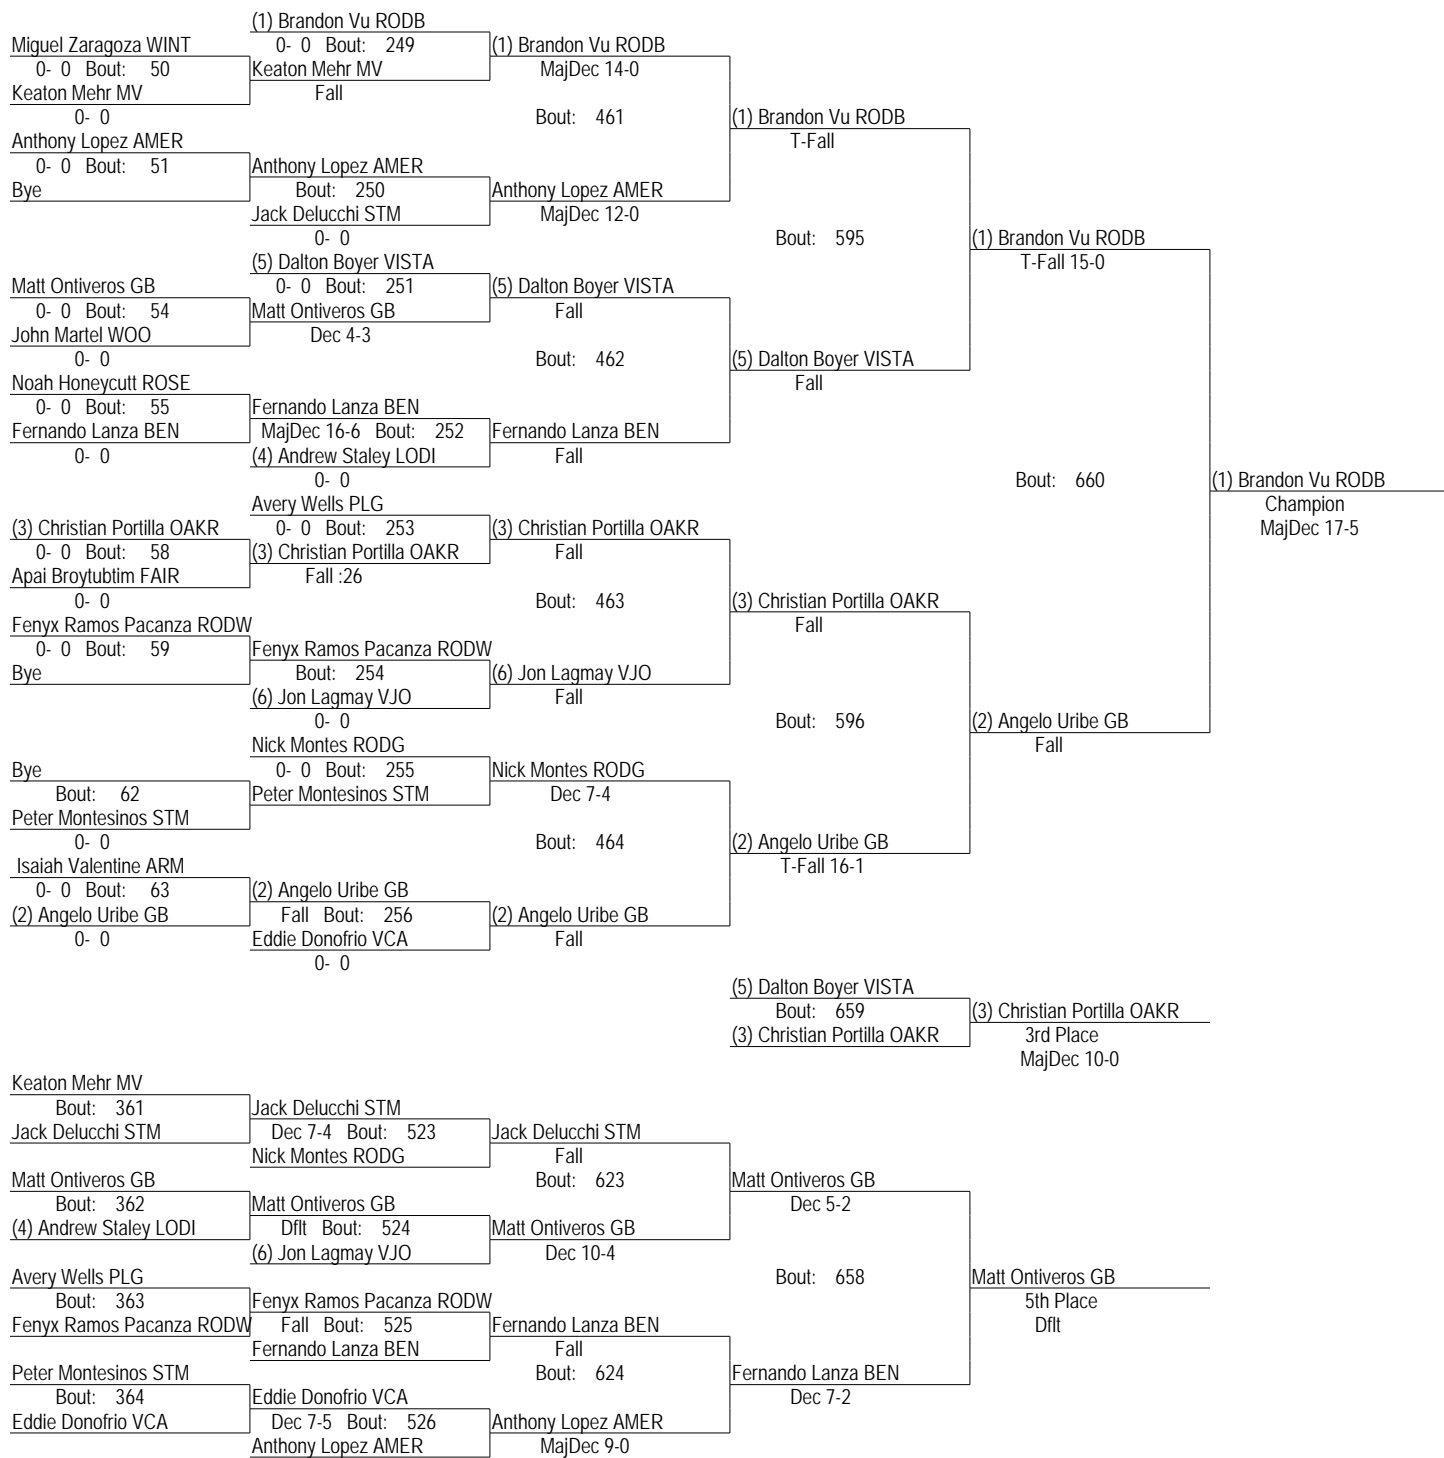 (1) Brandon Vu RODB
Miguel Zaragoza WINT 0- 0 Bout: 249 (1) Brandon Vu RODB
0- 0 Bout: 50 Keaton Mehr MV MajDec 14-0
Keaton Mehr MV Fall
0- 0 Bout: 461 (1) Brandon Vu RODB
Anthony Lopez AMER T-Fall
0- 0 Bout: 51 Anthony Lopez AMER
Bye Bout: 250 Anthony Lopez AMER
Jack Delucchi STM MajDec 12-0
0- 0 Bout: 595 (1) Brandon Vu RODB
(5) Dalton Boyer VISTA T-Fall 15-0
Matt Ontiveros GB 0- 0 Bout: 251 (5) Dalton Boyer VISTA
0- 0 Bout: 54 Matt Ontiveros GB Fall
John Martel WOO Dec 4-3
0- 0 Bout: 462 (5) Dalton Boyer VISTA
Noah Honeycutt ROSE Fall
0- 0 Bout: 55 Fernando Lanza BEN
Fernando Lanza BEN MajDec 16-6 Bout: 252 Fernando Lanza BEN
0- 0 (4) Andrew Staley LODI Fall
0- 0 Bout: 660 (1) Brandon Vu RODB
Avery Wells PLG Champion
(3) Christian Portilla OAKR 0- 0 Bout: 253 (3) Christian Portilla OAKR MajDec 17-5
0- 0 Bout: 58 (3) Christian Portilla OAKR Fall
Apai Broytubtim FAIR Fall :26
0- 0 Bout: 463 (3) Christian Portilla OAKR
Fenyx Ramos Pacanza RODW Fall
0- 0 Bout: 59 Fenyx Ramos Pacanza RODW
Bye Bout: 254 (6) Jon Lagmay VJO
(6) Jon Lagmay VJO Fall
0- 0 Bout: 596 (2) Angelo Uribe GB
Nick Montes RODG Fall
Bye 0- 0 Bout: 255 Nick Montes RODG
Bout: 62 Peter Montesinos STM Dec 7-4
Peter Montesinos STM
0- 0 Bout: 464 (2) Angelo Uribe GB
Isaiah Valentine ARM T-Fall 16-1
0- 0 Bout: 63 (2) Angelo Uribe GB
(2) Angelo Uribe GB Fall Bout: 256 (2) Angelo Uribe GB
0- 0 Eddie Donofrio VCA Fall
0- 0
(5) Dalton Boyer VISTA
Bout: 659 (3) Christian Portilla OAKR
(3) Christian Portilla OAKR 3rd Place
MajDec 10-0
Keaton Mehr MV
Bout: 361 Jack Delucchi STM
Jack Delucchi STM Dec 7-4 Bout: 523 Jack Delucchi STM
Nick Montes RODG Fall
Matt Ontiveros GB Bout: 623 Matt Ontiveros GB
Bout: 362 Matt Ontiveros GB Dec 5-2
(4) Andrew Staley LODI Dflt Bout: 524 Matt Ontiveros GB
(6) Jon Lagmay VJO Dec 10-4
Avery Wells PLG Bout: 658 Matt Ontiveros GB
Bout: 363 Fenyx Ramos Pacanza RODW 5th Place
Fenyx Ramos Pacanza RODW Fall Bout: 525 Fernando Lanza BEN Dflt
Fernando Lanza BEN Fall
Peter Montesinos STM Bout: 624 Fernando Lanza BEN
Bout: 364 Eddie Donofrio VCA Dec 7-2
Eddie Donofrio VCA Dec 7-5 Bout: 526 Anthony Lopez AMER
Anthony Lopez AMER MajDec 9-0